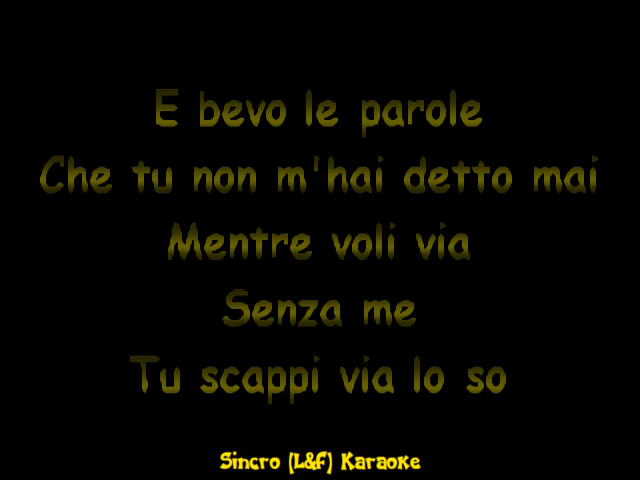 E bevo le parole
Che tu non m'hai detto mai
Mentre voli via
Senza me
Tu scappi via lo so
Sincro (L&F) Karaoke